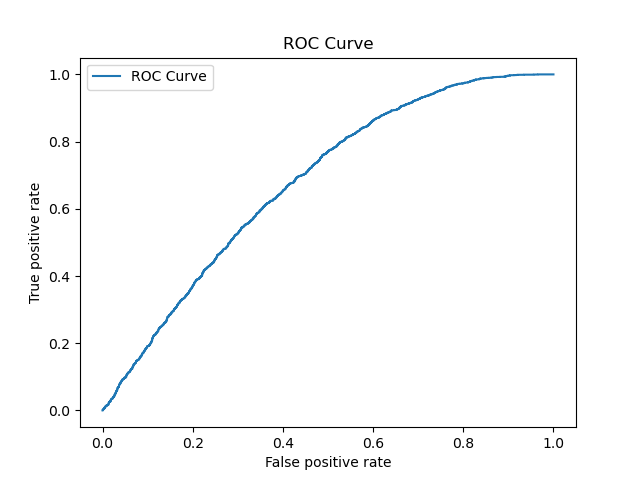 ROC Curve
ROC Curve
1.0
0.8
0.6
0.4
0.2
0.0
True positive rate
0.0 0.2 0.4 0.6 0.8 1.0
False positive rate